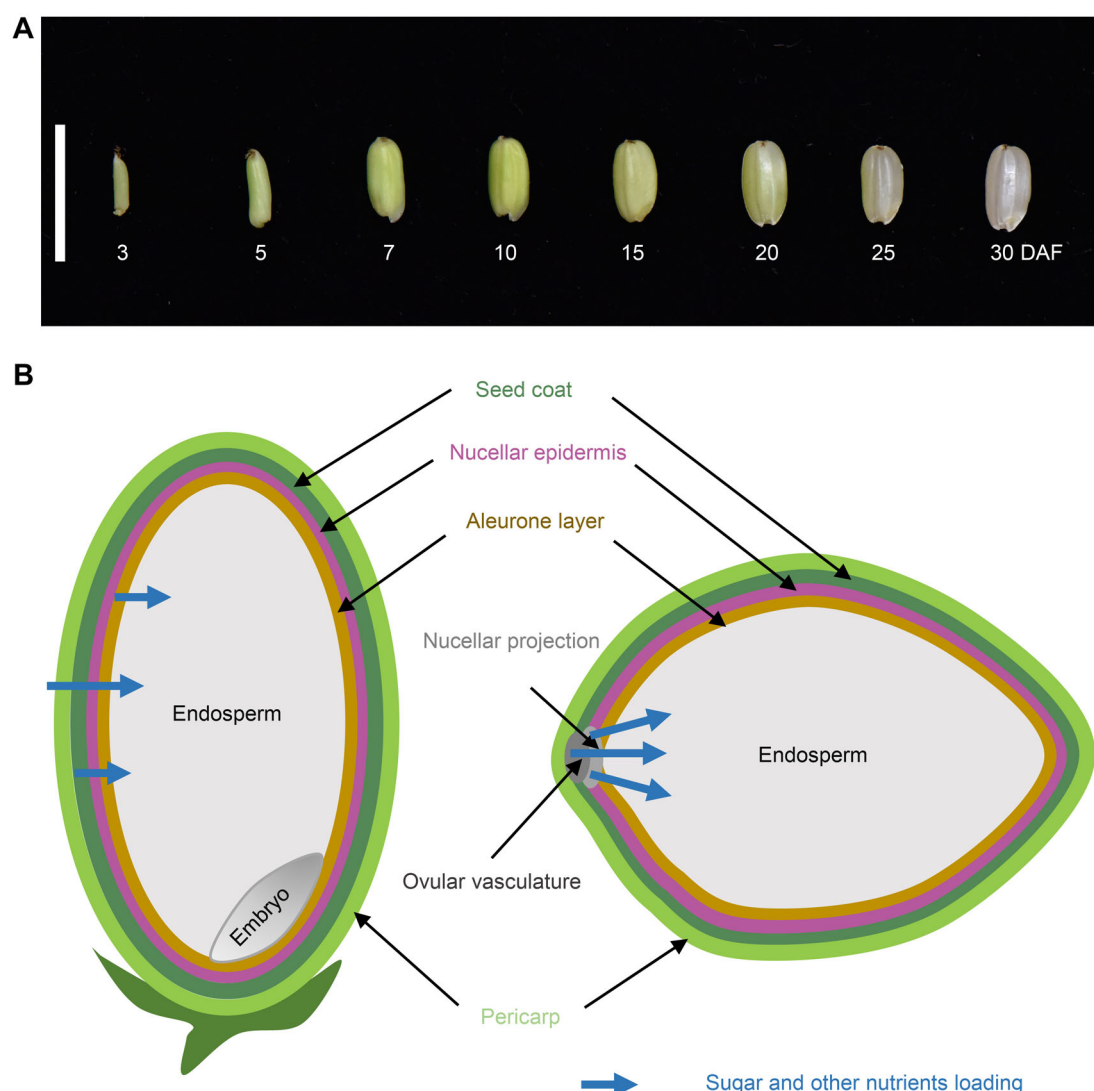 A
3 5 7 10 15 20 25 30 DAF
B
Seed coat
Nucellar epidermis
Aleurone layer
Nucellar projection
Endosperm
Endosperm
Ovular vasculature
Embryo
Pericarp
Sugar and other nutrients loading